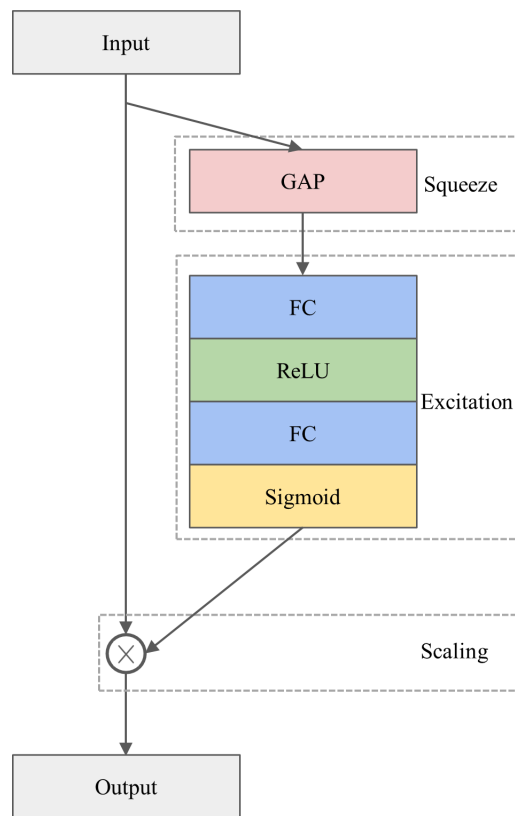 Input
GAP
Squeeze
FC
ReLU
Excitation
FC
Sigmoid
Scaling
Output